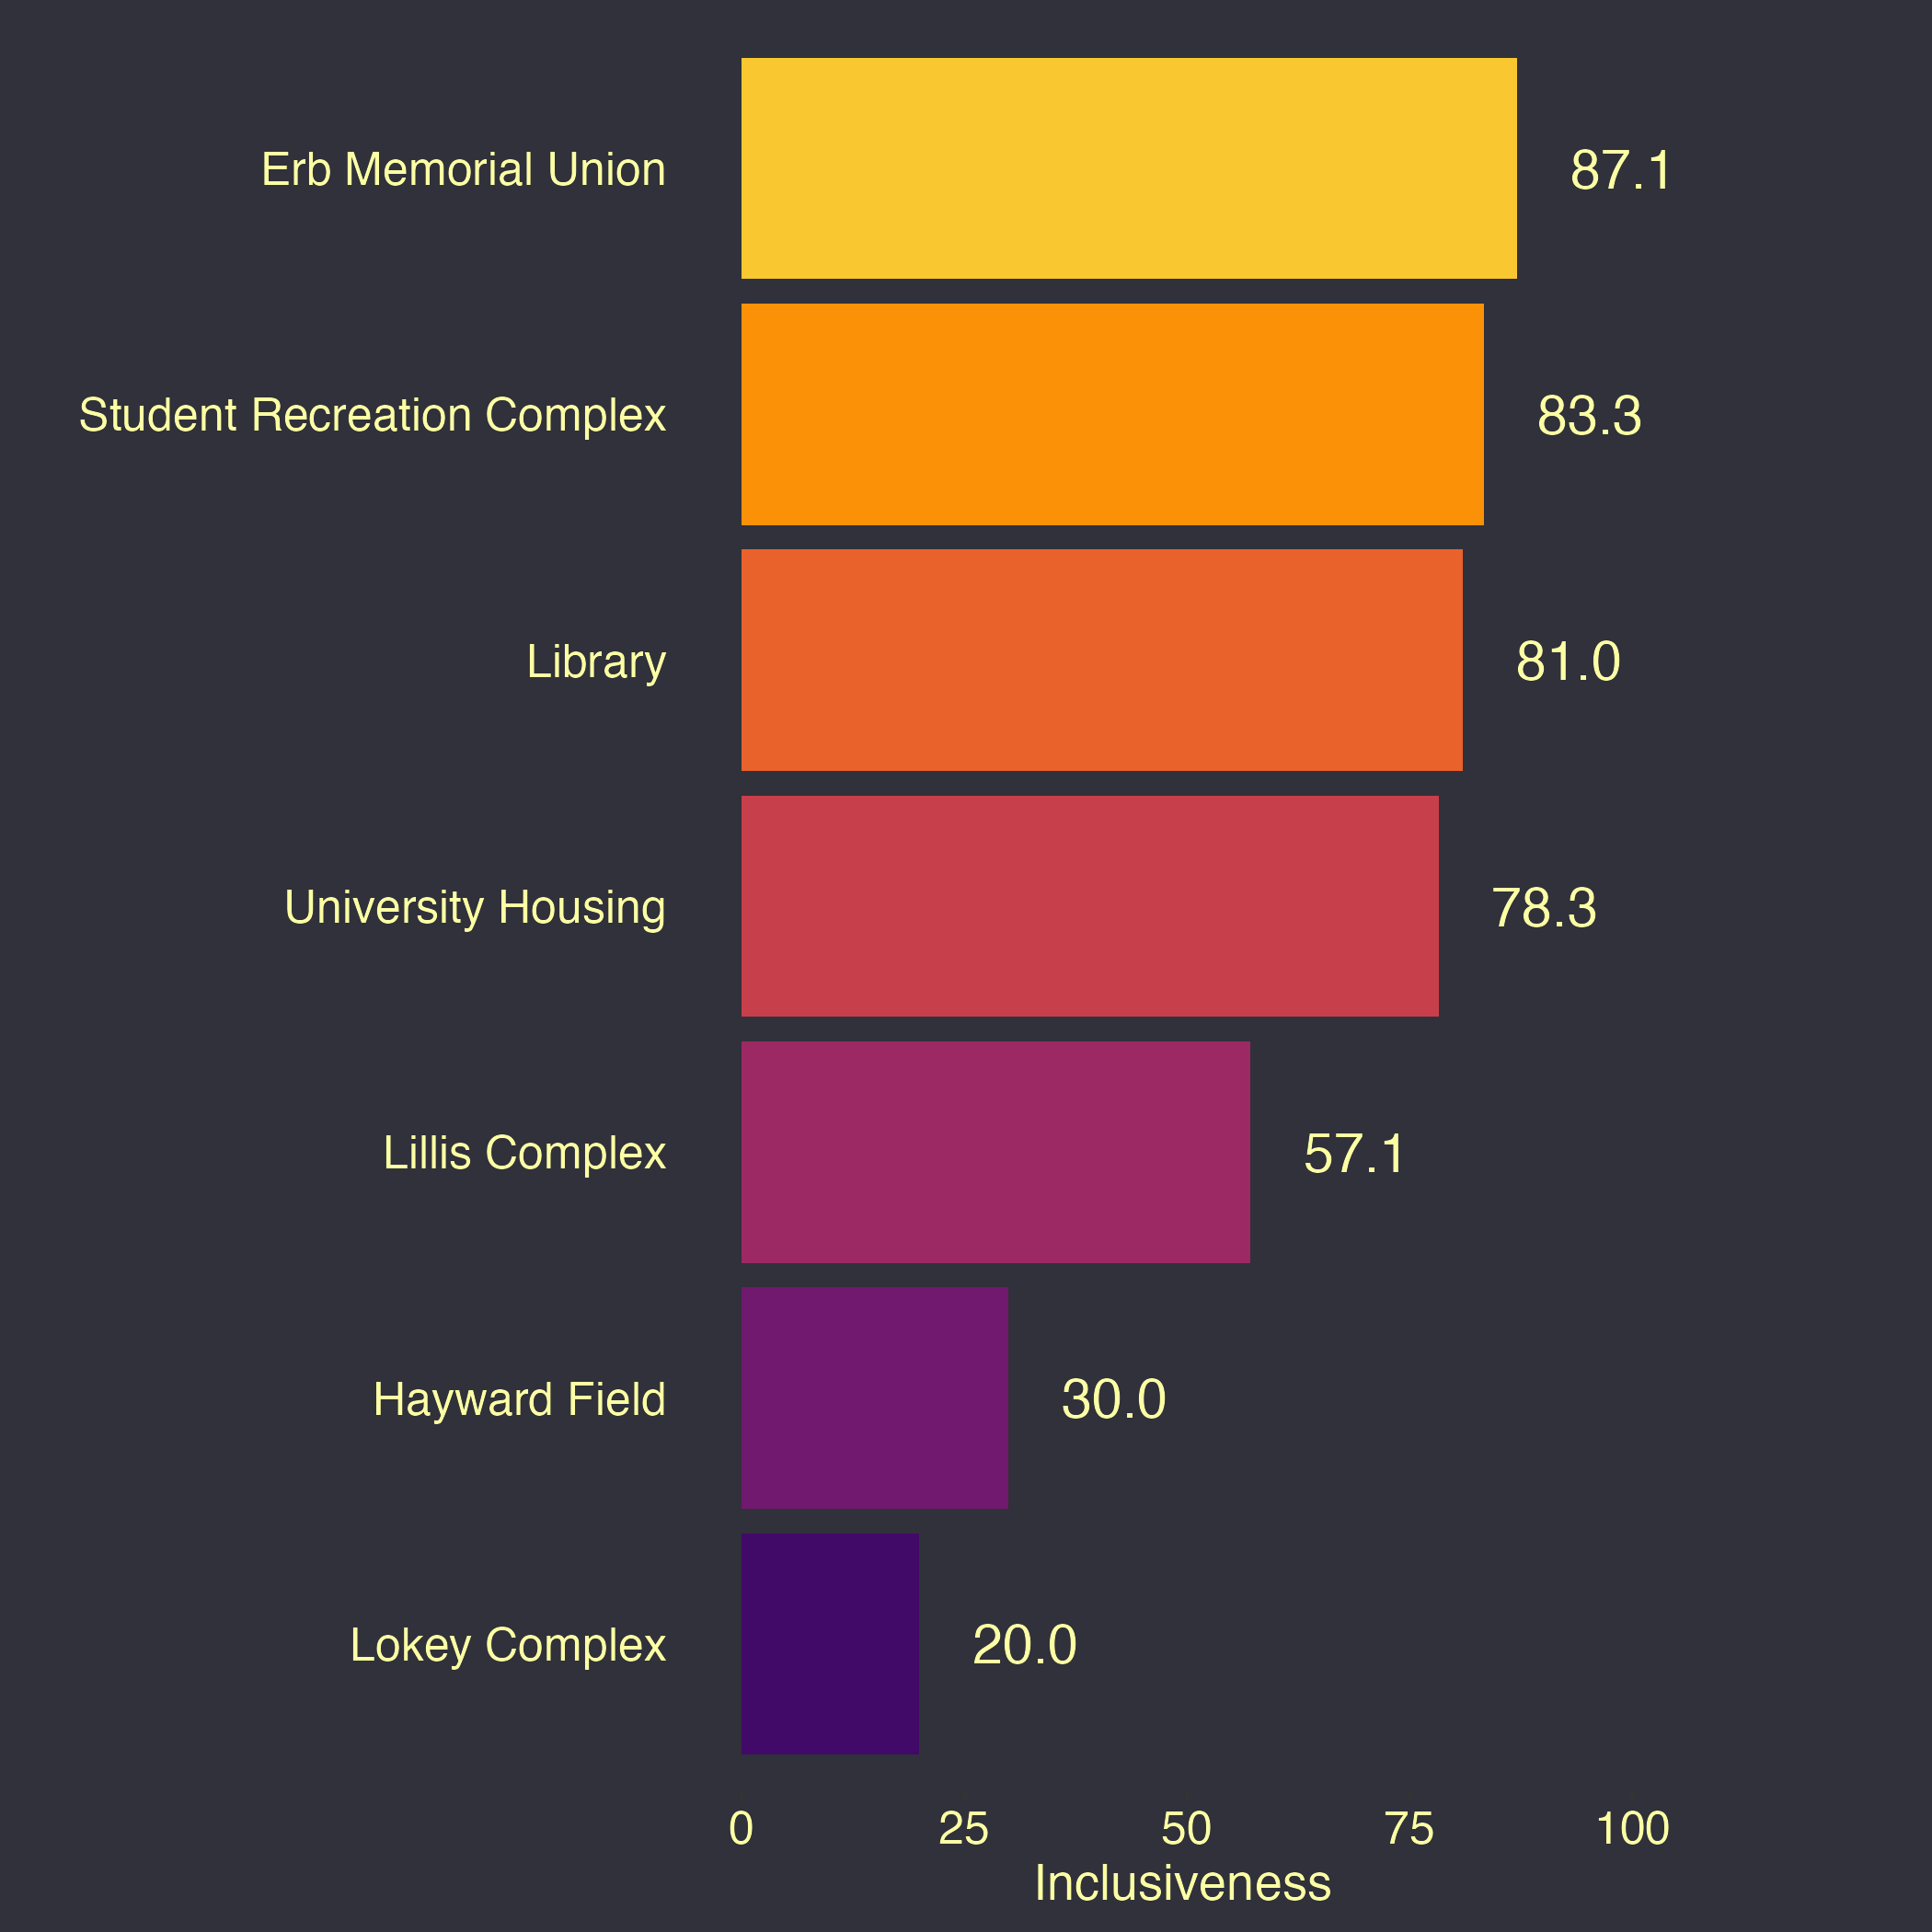 Erb Memorial Union 87.1
Student Recreation Complex 83.3
Library 81.0
University Housing 78.3
Lillis Complex 57.1
Hayward Field 30.0
Lokey Complex 20.0
0 25 50 75 100
Inclusiveness